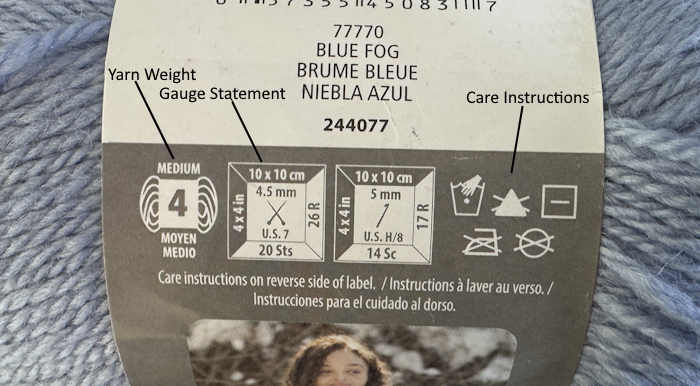 77770
BLUE FOG
BRUME BLEUE
NIEBLA AZUL
244077
Yarn Weight
Gauge Statement
Care Instructions
MEDIUM
4
MOYEN
MEDIO
10 x 10 cm
4 x 4 in
4.5 mm
U.S. 7
26 R
20 Sts
10 x 10 cm
4 x 4 in
5 mm
U.S. H/8
17 R
14 Sc
Care instructions on reverse side of label. / Instructions à laver au verso. /
Instrucciones para el cuidado al dorso.